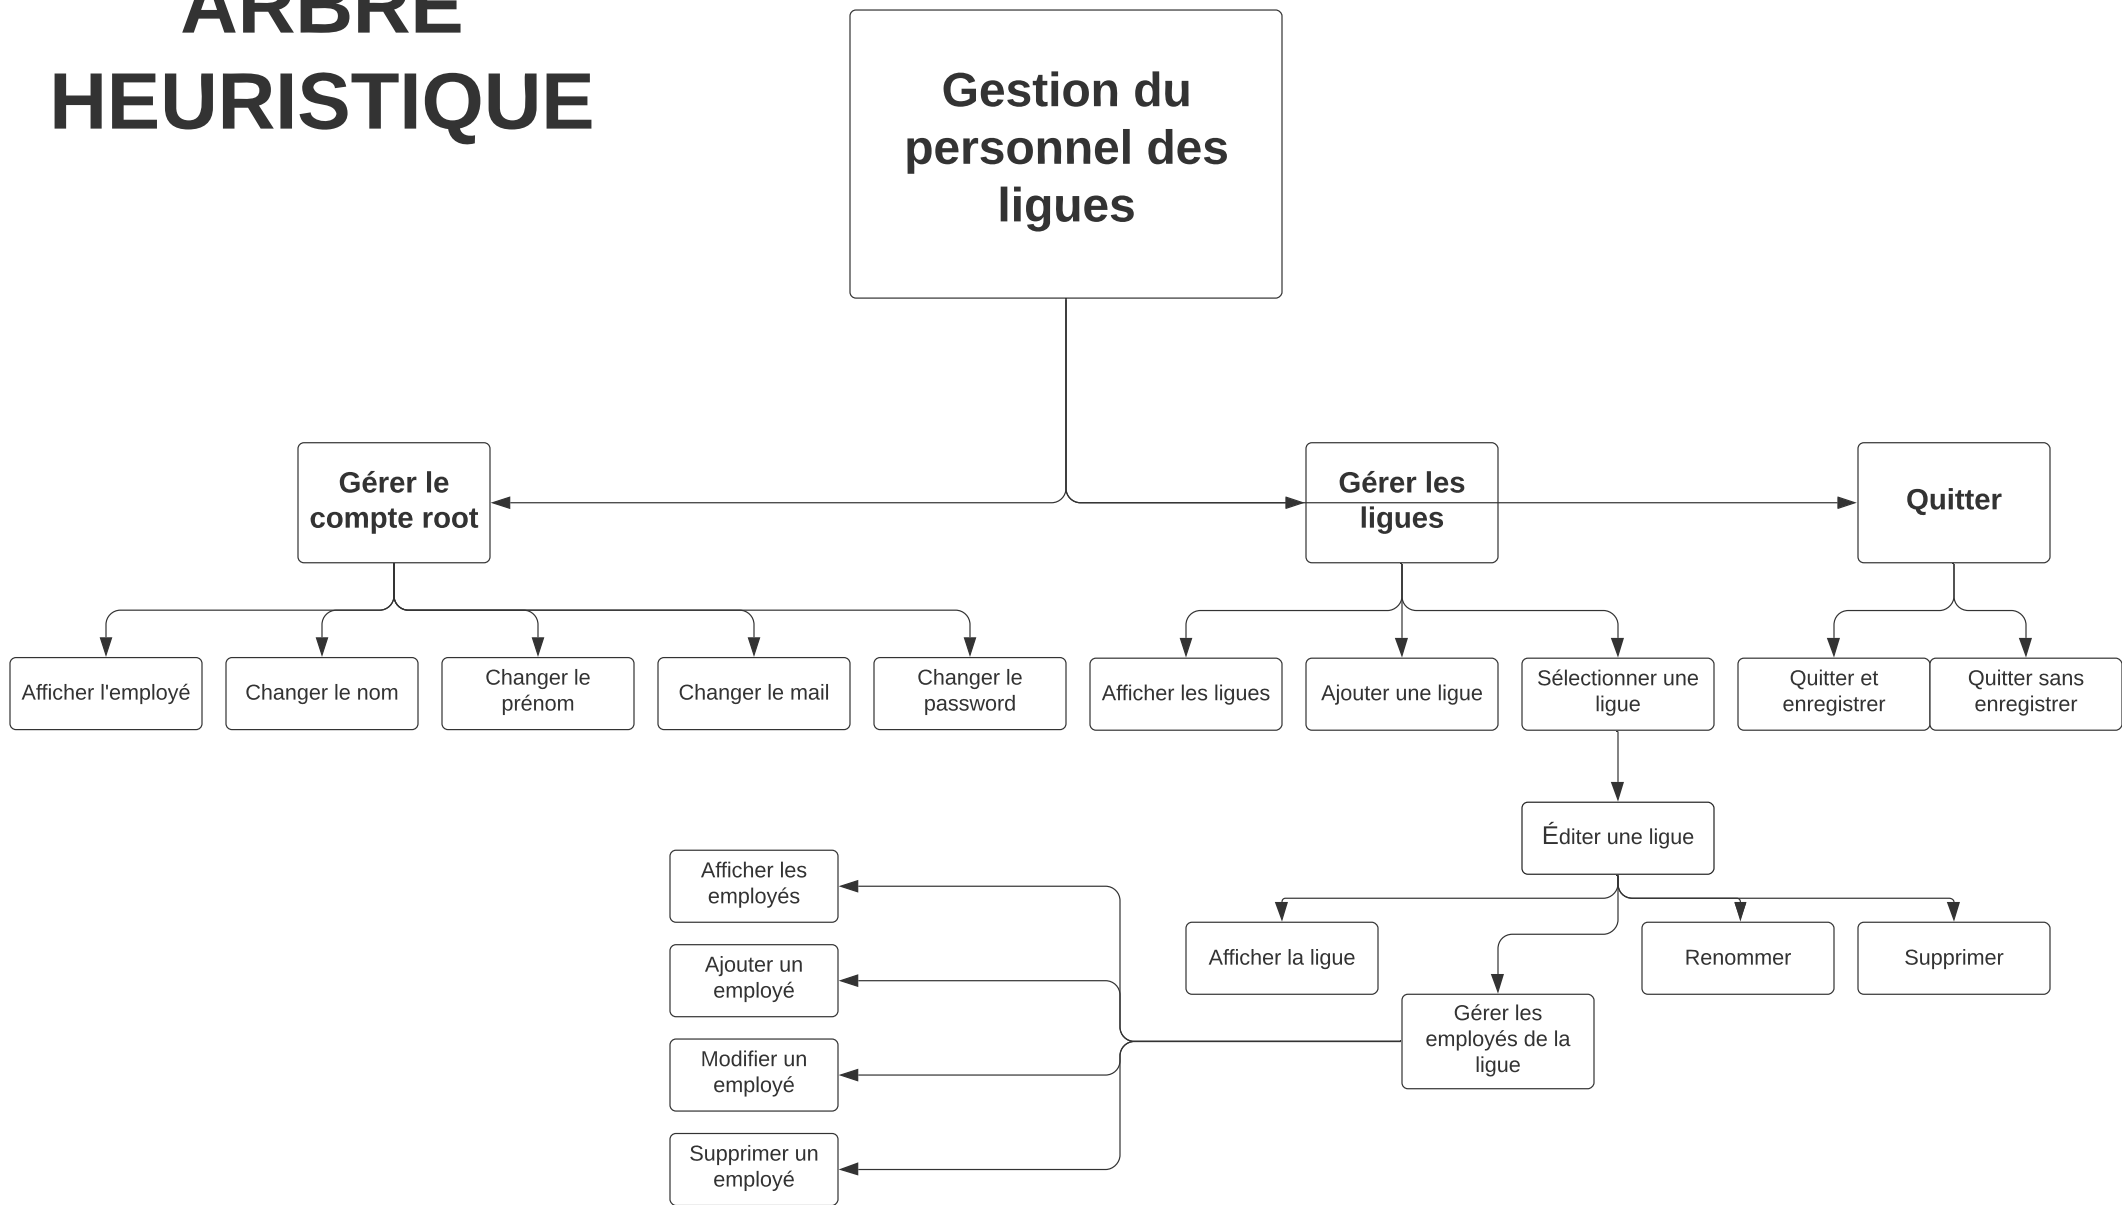 ARBRE
HEURISTIQUE
Gestion du
personnel des
ligues
Gérer le
compte root
Gérer les
ligues
Quitter
Afficher l'employé
Changer le nom
Changer le
prénom
Changer le mail
Changer le
password
Afficher les ligues
Ajouter une ligue
Sélectionner une
ligue
Quitter et
enregistrer
Quitter sans
enregistrer
Éditer une ligue
Afficher la ligue
Gérer les
employés de la
ligue
Renommer
Supprimer
Afficher les
employés
Ajouter un
employé
Modifier un
employé
Supprimer un
employé